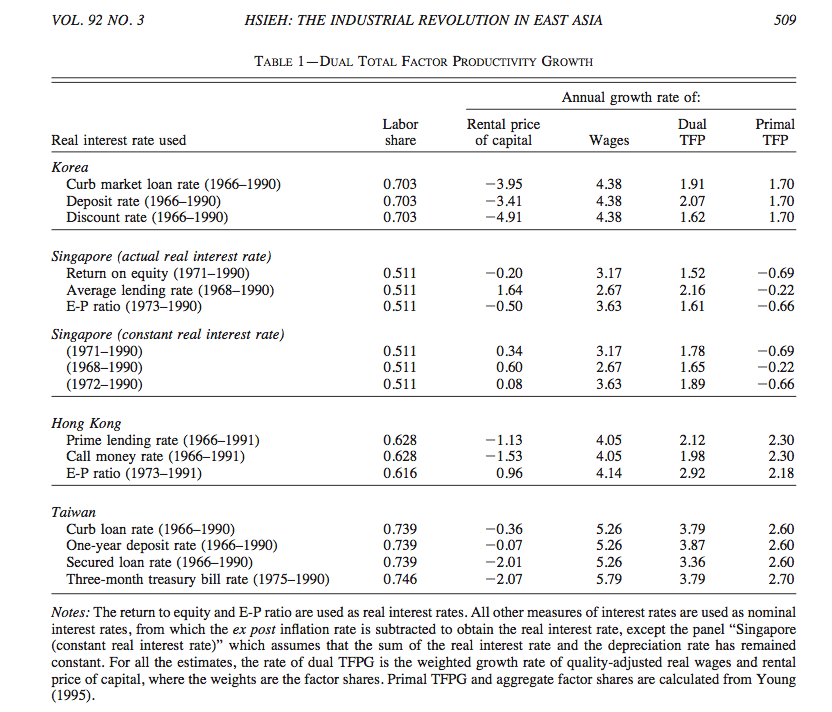 VOL. 92 NO. 3 HSIEH: THE INDUSTRIAL REVOLUTION IN EAST ASIA 509
TABLE 1—DUAL TOTAL FACTOR PRODUCTIVITY GROWTH
Annual growth rate of:
Labor Rental price Dual Primal
Real interest rate used share of capital Wages TFP TFP
Korea
Curb market loan rate (1966–1990) 0.703 −3.95 4.38 1.91 1.70
Deposit rate (1966–1990) 0.703 −3.41 4.38 2.07 1.70
Discount rate (1966–1990) 0.703 −4.91 4.38 1.62 1.70
Singapore (actual real interest rate)
Return on equity (1971–1990) 0.511 −0.20 3.17 1.52 −0.69
Average lending rate (1968–1990) 0.511 1.64 2.67 2.16 −0.22
E-P ratio (1973–1990) 0.511 −0.50 3.63 1.61 −0.66
Singapore (constant real interest rate)
(1971–1990) 0.511 0.34 3.17 1.78 −0.69
(1968–1990) 0.511 0.60 2.67 1.65 −0.22
(1972–1990) 0.511 0.08 3.63 1.89 −0.66
Hong Kong
Prime lending rate (1966–1991) 0.628 −1.13 4.05 2.12 2.30
Call money rate (1966–1991) 0.628 −1.53 4.05 1.98 2.30
E-P ratio (1973–1991) 0.616 0.96 4.14 2.92 2.18
Taiwan
Curb loan rate (1966–1990) 0.739 −0.36 5.26 3.79 2.60
One-year deposit rate (1966–1990) 0.739 −0.07 5.26 3.87 2.60
Secured loan rate (1966–1990) 0.739 −2.01 5.26 3.36 2.60
Three-month treasury bill rate (1975–1990) 0.746 −2.07 5.79 3.79 2.70
Notes: The return to equity and E-P ratio are used as real interest rates. All other measures of interest rates are used as nominal
interest rates, from which the ex post inflation rate is subtracted to obtain the real interest rate, except the panel “Singapore
(constant real interest rate)” which assumes that the sum of the real interest rate and the depreciation rate has remained
constant. For all the estimates, the rate of dual TFPG is the weighted growth rate of quality-adjusted real wages and rental
price of capital, where the weights are the factor shares. Primal TFPG and aggregate factor shares are calculated from Young
(1995).